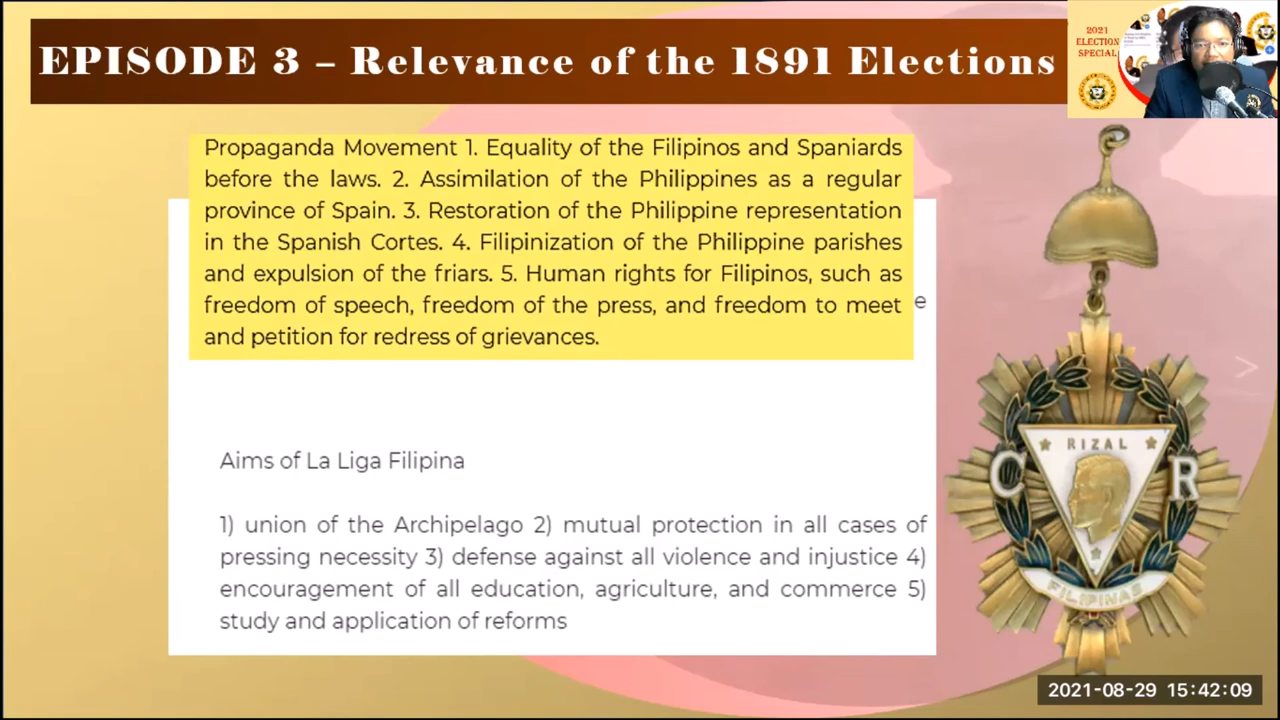 EPISODE 3 – Relevance of the 1891 Elections
2021
ELECTION
SPECIAL
Propaganda Movement 1. Equality of the Filipinos and Spaniards
before the laws. 2. Assimilation of the Philippines as a regular
province of Spain. 3. Restoration of the Philippine representation
in the Spanish Cortes. 4. Filipinization of the Philippine parishes
and expulsion of the friars. 5. Human rights for Filipinos, such as
freedom of speech, freedom of the press, and freedom to meet
and petition for redress of grievances.
e
Aims of La Liga Filipina
1) union of the Archipelago 2) mutual protection in all cases of
pressing necessity 3) defense against all violence and injustice 4)
encouragement of all education, agriculture, and commerce 5)
study and application of reforms
RIZAL
C R
FILIPINAS
2021-08-29 15:42:09